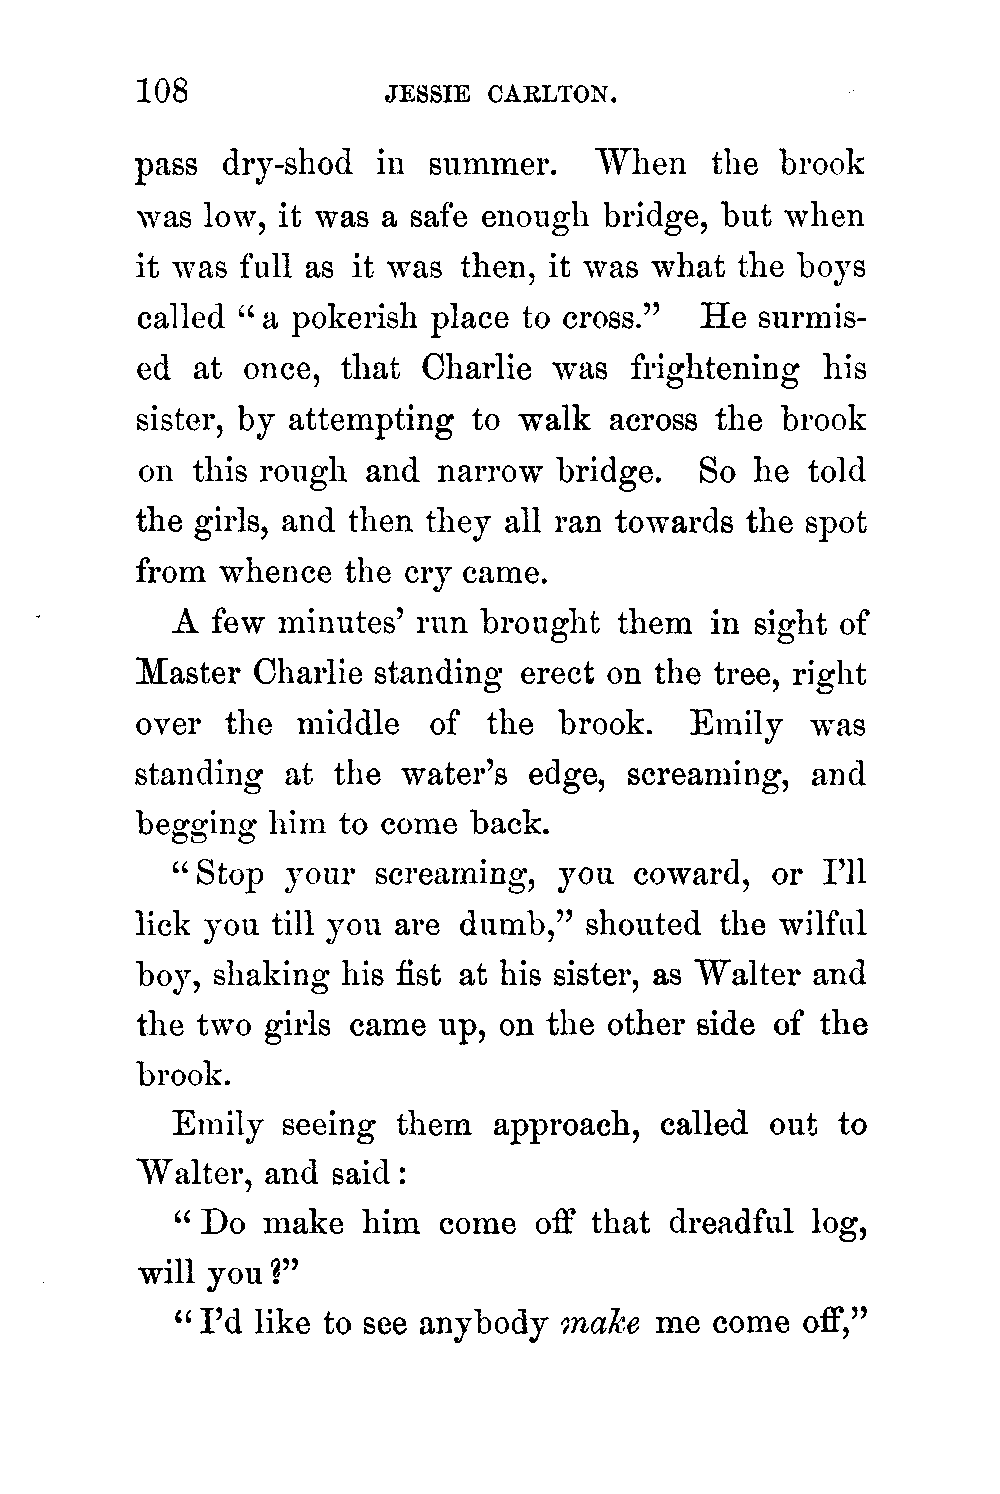 108 JESSIE CARLTON.
pass dry-shod in summer. When the brook
was low, it was a safe enough bridge, but when
it was full as it was then, it was what the boys
called “a pokerish place to cross.” He surmis-
ed at once, that Charlie was frightening his
sister, by attempting to walk across the brook
on this rough and narrow bridge. So he told
the girls, and then they all ran towards the spot
from whence the cry came.
A few minutes’ run brought them in sight of
Master Charlie standing erect on the tree, right
over the middle of the brook. Emily was
standing at the water’s edge, screaming, and
begging him to come back.
“Stop your screaming, you coward, or I’ll
lick you till you are dumb,” shouted the wilful
boy, shaking his fist at his sister, as Walter and
the two girls came up, on the other side of the
brook.
Emily seeing them approach, called out to
Walter, and said:
“Do make him come off that dreadful log,
will you?”
“I’d like to see anybody make me come off,”